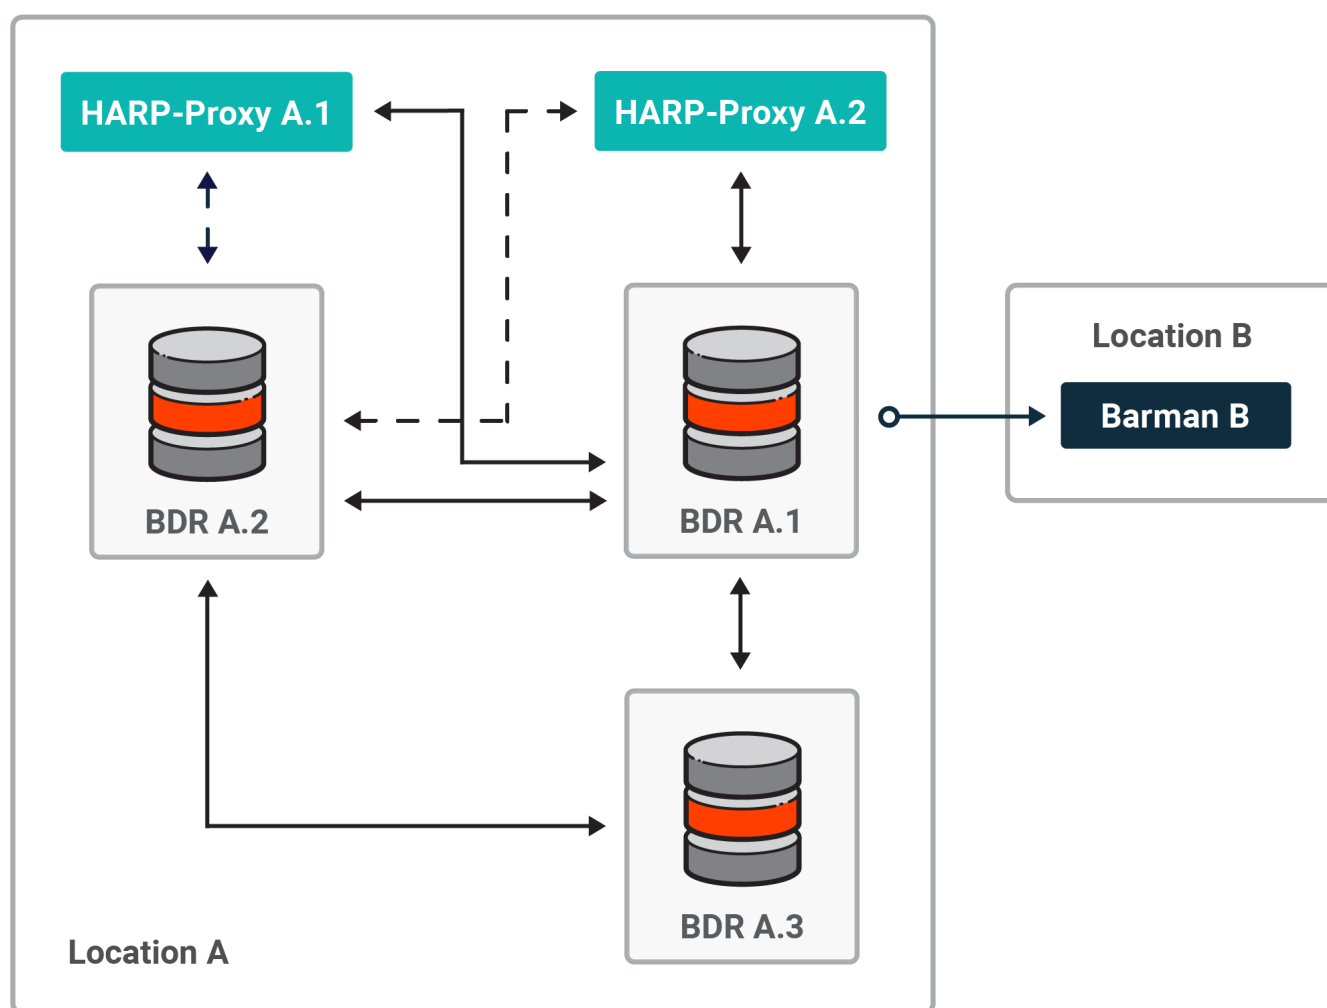 HARP-Proxy A.1
HARP-Proxy A.2
Location B
Barman B
BDR A.2
BDR A.1
BDR A.3
Location A